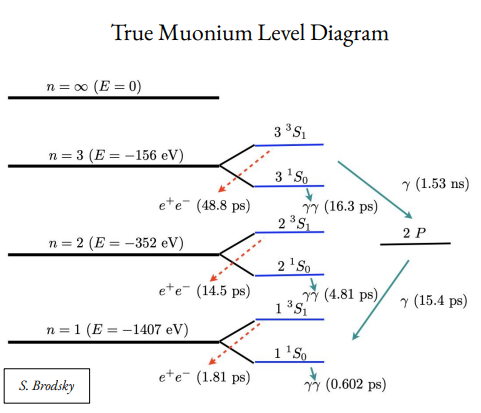 True Muonium Level Diagram
n = ∞ (E = 0)
3 ³S₁
n = 3 (E = −156 eV)
3 ¹S₀
γ (1.53 ns)
e⁺e⁻ (48.8 ps)
γγ (16.3 ps)
2 ³S₁
2 P
n = 2 (E = −352 eV)
2 ¹S₀
e⁺e⁻ (14.5 ps)
γγ (4.81 ps)
γ (15.4 ps)
1 ³S₁
n = 1 (E = −1407 eV)
1 ¹S₀
e⁺e⁻ (1.81 ps)
γγ (0.602 ps)
S. Brodsky